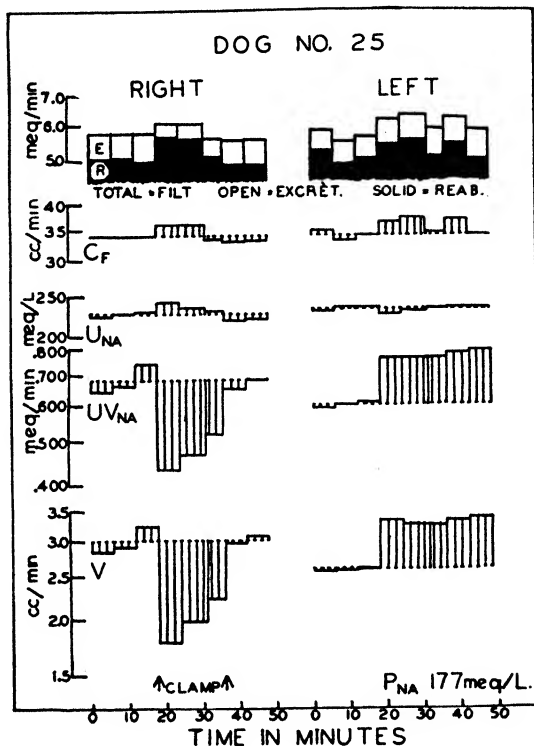 DOG NO. 25
RIGHT LEFT
meq/min
7.0
6.0
5.0
E
R
TOTAL = FILT OPEN = EXCRET. SOLID = REAB.
cc/min
40
35
30
CF
meq/L
250
200
UNA
meq/min
.800
.700
.600
.500
.400
UVNA
cc/min
3.5
3.0
2.5
2.0
1.5
V
↑CLAMP↑
PNA 177meq/L.
0 10 20 30 40 50 0 10 20 30 40 50
TIME IN MINUTES